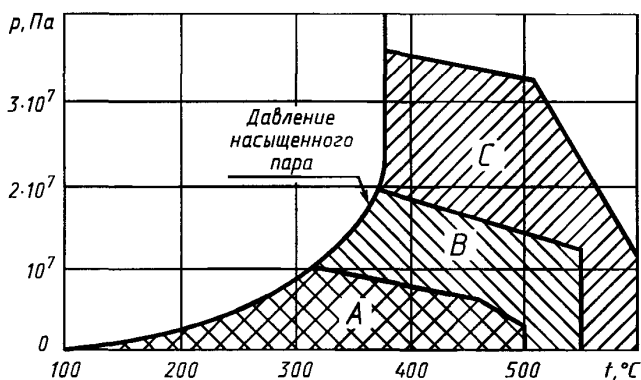 р, Па
3·10⁷
Давление
насыщенного
пара
C
2·10⁷
B
10⁷
A
0
100 200 300 400 500 t,°C